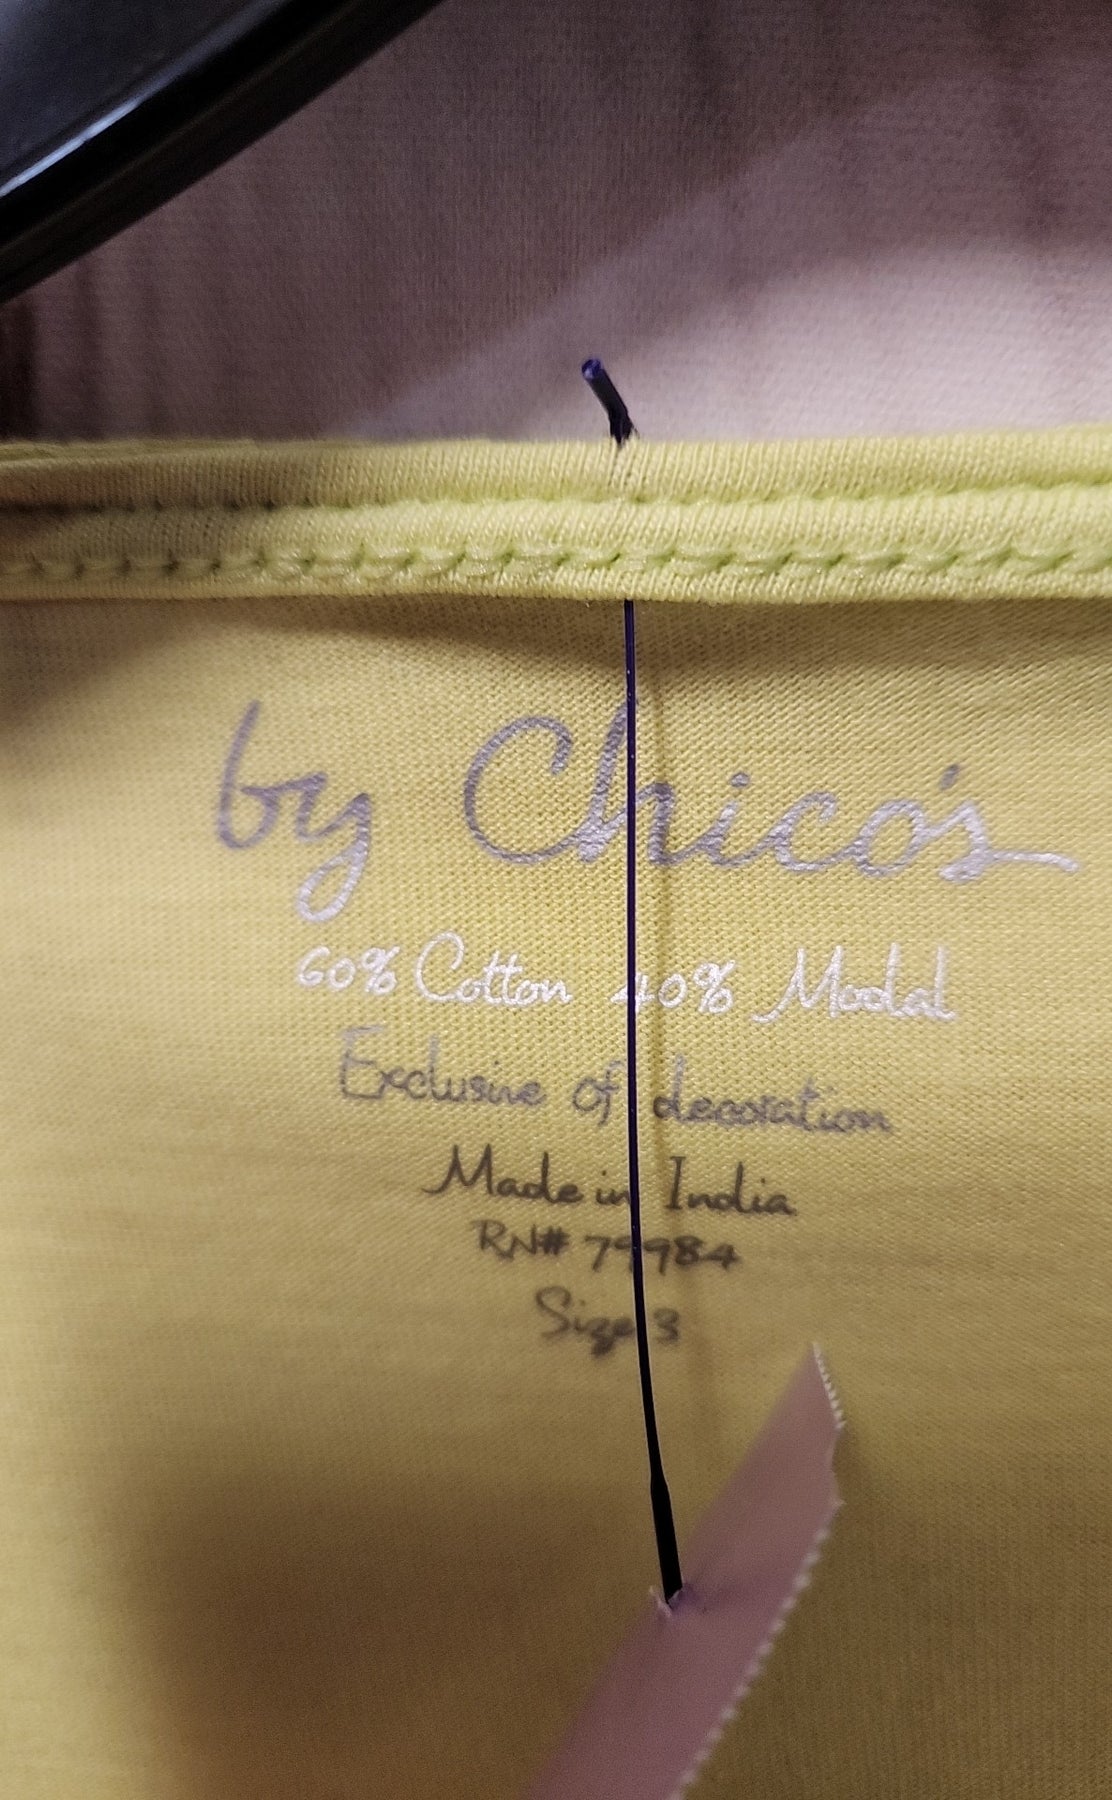 by Chico's
60% Cotton 40% Modal
Exclusive of decoration
Made in India
RN# 79984
Size 3